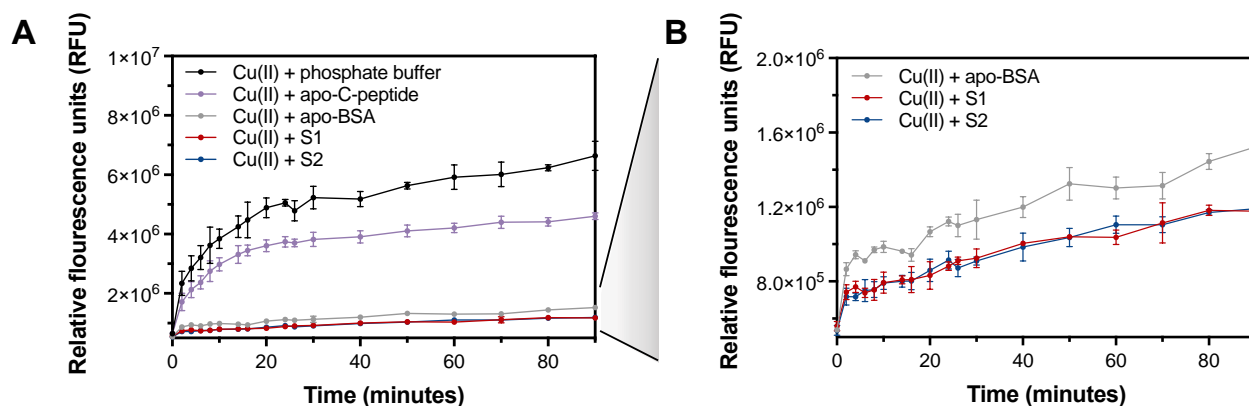 A
Relative flourescence units (RFU)
1×10⁷
8×10⁶
6×10⁶
4×10⁶
2×10⁶
Cu(II) + phosphate buffer
Cu(II) + apo-C-peptide
Cu(II) + apo-BSA
Cu(II) + S1
Cu(II) + S2
0 20 40 60 80
Time (minutes)
B
Relative flourescence units (RFU)
2.0×10⁶
1.6×10⁶
1.2×10⁶
8.0×10⁵
Cu(II) + apo-BSA
Cu(II) + S1
Cu(II) + S2
0 20 40 60 80
Time (minutes)